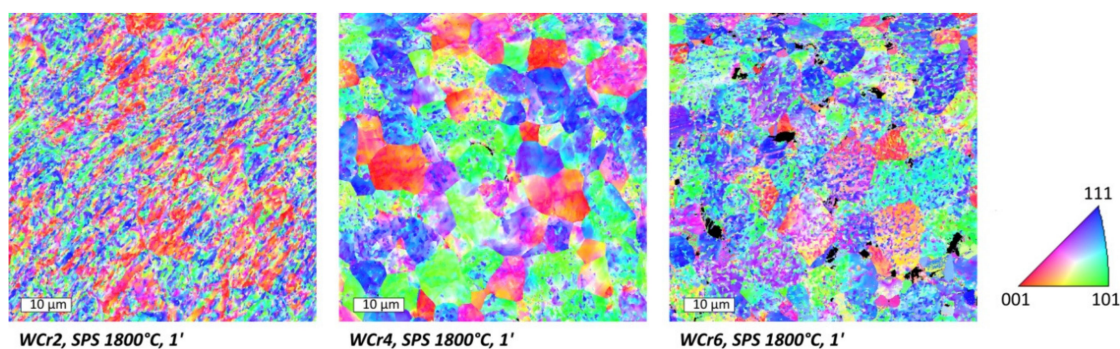 111
10 μm
10 μm
10 μm
001
101
WCr2, SPS 1800°C, 1'
WCr4, SPS 1800°C, 1'
WCr6, SPS 1800°C, 1'